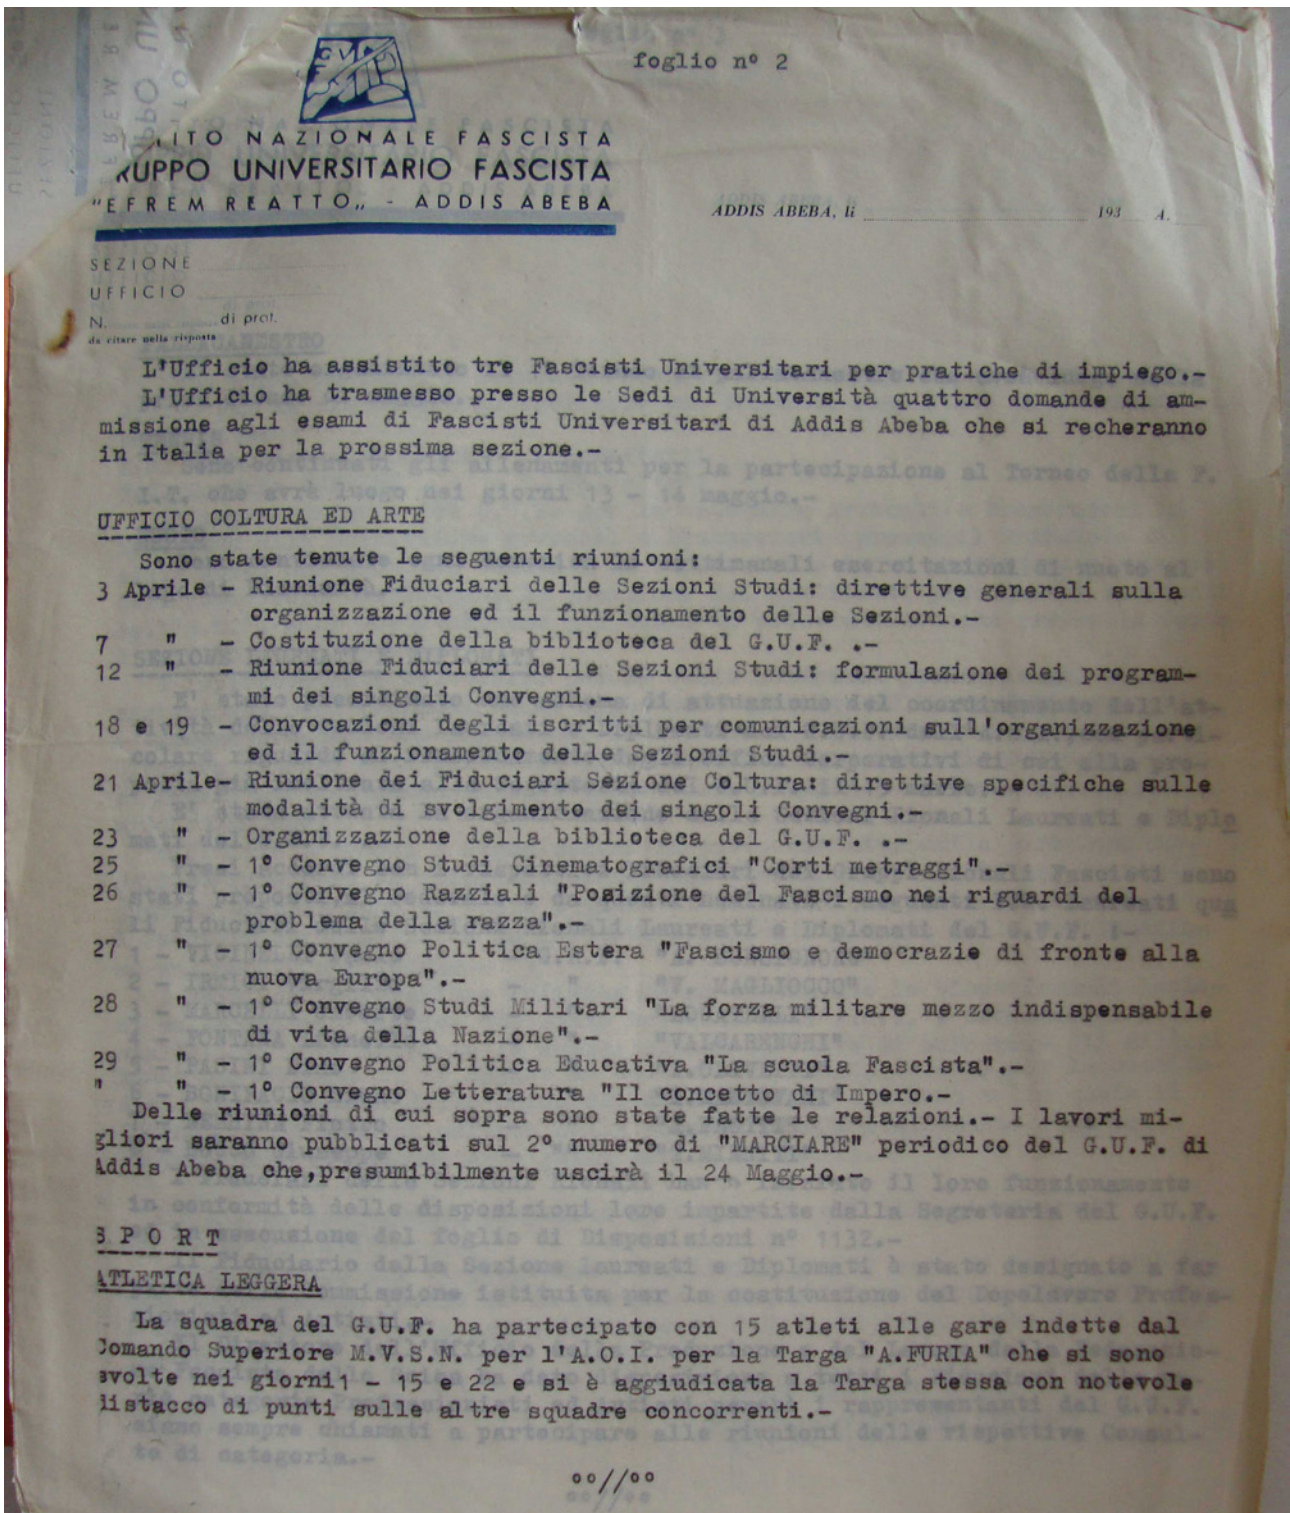 foglio nº 2
GUF
ITO NAZIONALE FASCISTA
RUPPO UNIVERSITARIO FASCISTA
"EFREM REATTO„ - ADDIS ABEBA
ADDIS ABEBA, li 193 A.
SEZIONE
UFFICIO
N. di prot.
da citare nella risposta
L'Ufficio ha assistito tre Fascisti Universitari per pratiche di impiego.-
L'Ufficio ha trasmesso presso le Sedi di Università quattro domande di am-
missione agli esami di Fascisti Universitari di Addis Abeba che si recheranno
in Italia per la prossima sezione.-
UFFICIO COLTURA ED ARTE
Sono state tenute le seguenti riunioni:
3 Aprile - Riunione Fiduciari delle Sezioni Studi: direttive generali sulla
organizzazione ed il funzionamento delle Sezioni.-
7 " - Costituzione della biblioteca del G.U.F. .-
12 " - Riunione Fiduciari delle Sezioni Studi: formulazione dei program-
mi dei singoli Convegni.-
18 e 19 - Convocazioni degli iscritti per comunicazioni sull'organizzazione
ed il funzionamento delle Sezioni Studi.-
21 Aprile- Riunione dei Fiduciari Sezione Coltura: direttive specifiche sulle
modalità di svolgimento dei singoli Convegni.-
23 " - Organizzazione della biblioteca del G.U.F. .-
25 " - 1º Convegno Studi Cinematografici "Corti metraggi".-
26 " - 1º Convegno Razziali "Posizione del Fascismo nei riguardi del
problema della razza".-
27 " - 1º Convegno Politica Estera "Fascismo e democrazie di fronte alla
nuova Europa".-
28 " - 1º Convegno Studi Militari "La forza militare mezzo indispensabile
di vita della Nazione".-
29 " - 1º Convegno Politica Educativa "La scuola Fascista".-
" " - 1º Convegno Letteratura "Il concetto di Impero.-
Delle riunioni di cui sopra sono state fatte le relazioni.- I lavori mi-
gliori saranno pubblicati sul 2º numero di "MARCIARE" periodico del G.U.F. di
Addis Abeba che,presumibilmente uscirà il 24 Maggio.-
S P O R T
ATLETICA LEGGERA
La squadra del G.U.F. ha partecipato con 15 atleti alle gare indette dal
Comando Superiore M.V.S.N. per l'A.O.I. per la Targa "A.FURIA" che si sono
svolte nei giorni1 - 15 e 22 e si è aggiudicata la Targa stessa con notevole
distacco di punti sulle altre squadre concorrenti.-
°°//°°